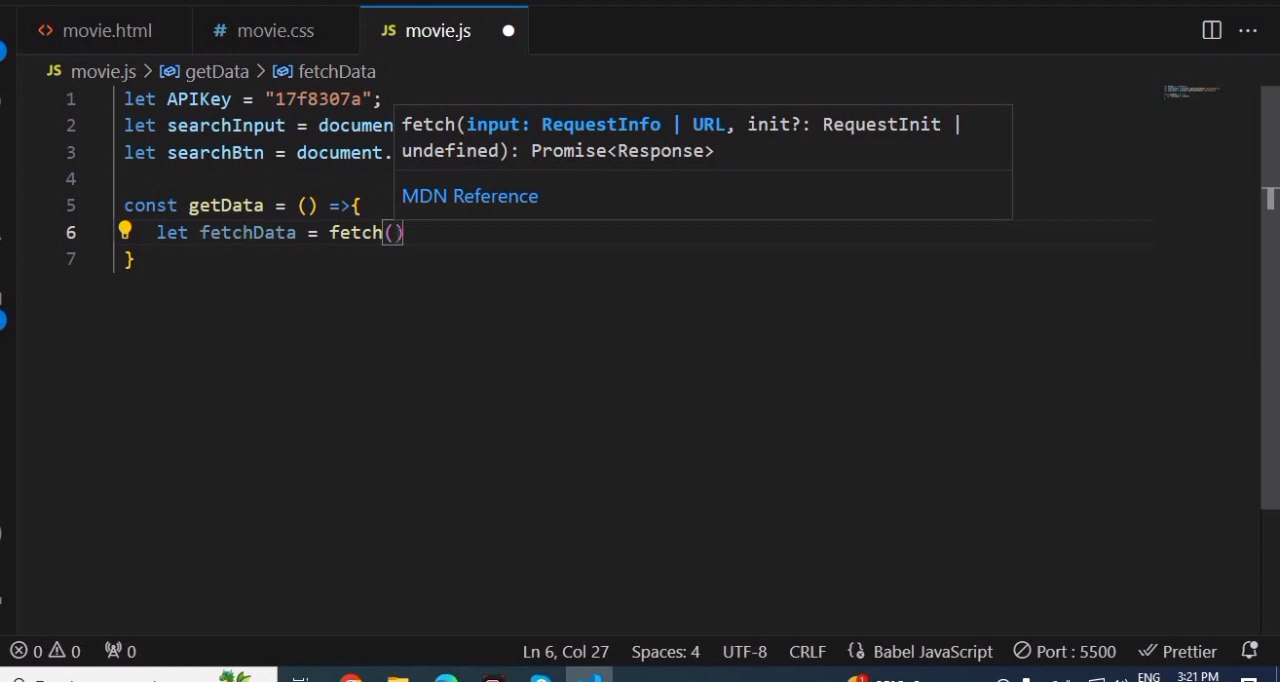 movie.html
# movie.css
JS movie.js
JS movie.js > getData > fetchData
1 let APIKey = "17f8307a";
2 let searchInput = documen
3 let searchBtn = document.
fetch(input: RequestInfo | URL, init?: RequestInit |
undefined): Promise<Response>
MDN Reference
4
5 const getData = () =>{
6 let fetchData = fetch()
7 }
0 0 0 Ln 6, Col 27 Spaces: 4 UTF-8 CRLF Babel JavaScript Port : 5500 Prettier
ENG 3:21 PM